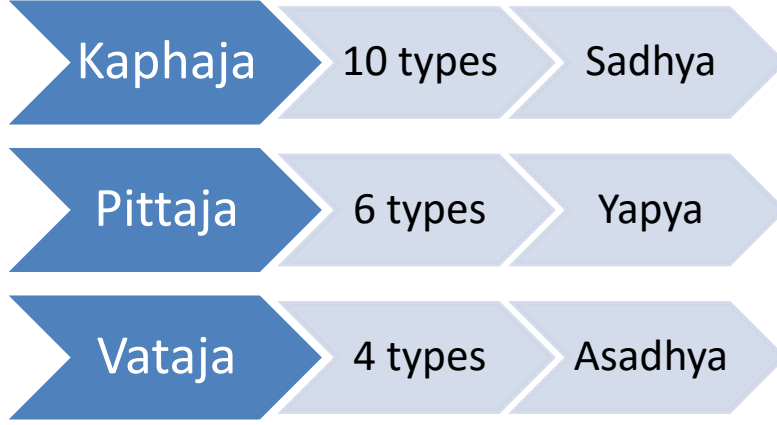 Kaphaja 10 types Sadhya
Pittaja 6 types Yapya
Vataja 4 types Asadhya